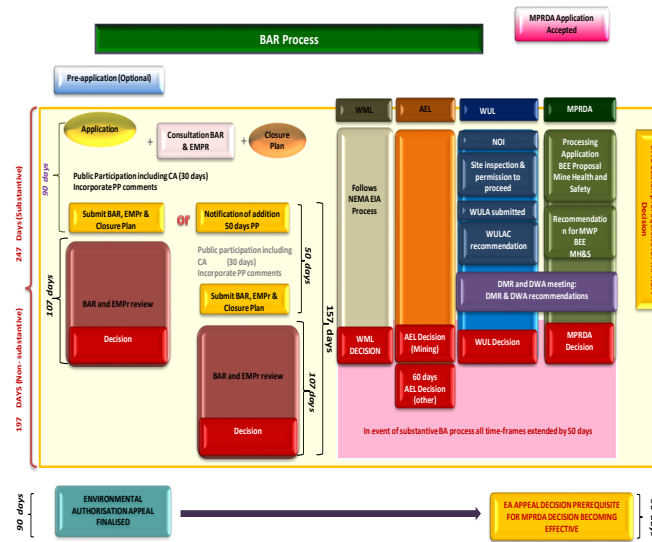 BAR Process
MPRDA Application
Accepted
Pre-application (Optional)
WML
AEL
WUL
MPRDA
247 Days (Substantive)
197 DAYS (Non- substantive)
90 days
Application
+
Consultation BAR
& EMPR
+
Closure
Plan
Public Participation including CA (30 days)
Incorporate PP comments
Submit BAR, EMPr &
Closure Plan
or
Notification of addition
50 days PP
Public participation including
CA (30 days)
Incorporate PP comments
Submit BAR, EMPr &
Closure Plan
50 days
107 days
BAR and EMPr review
Decision
BAR and EMPr review
Decision
107 days
157 days
Follows
NEMA EIA
Process
WML
DECISION
AEL Decision
(Mining)
60 days
AEL Decision
(other)
NOI
Site inspection &
permission to
proceed
WULA submitted
WULAC
recommendation
DMR and DWA meeting:
DMR & DWA recommendations
WUL Decision
Processing
Application
BEE Proposal
Mine Health and
Safety
Recommendatio
n for MWP
BEE
MH&S
MPRDA
Decision
Decision
In event of substantive BA process all time-frames extended by 50 days
90 days
ENVIRONMENTAL
AUTHORISATION APPEAL
FINALISED
EA APPEAL DECISION PREREQUISITE
FOR MPRDA DECISION BECOMING
EFFECTIVE